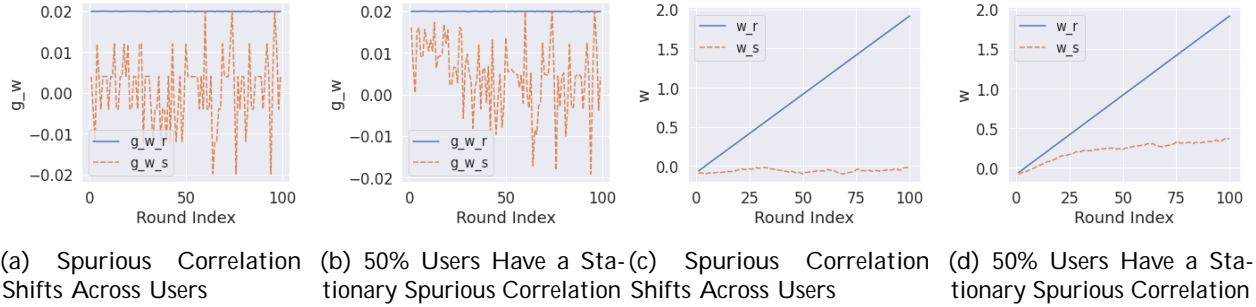 0.02
0.01
0.00
−0.01
−0.02
g_w
g_w_r
g_w_s
0
50
100
Round Index
0.02
0.01
0.00
−0.01
−0.02
g_w
g_w_r
g_w_s
0
50
100
Round Index
2.0
1.5
1.0
0.5
0.0
w
w_r
w_s
0
25
50
75
100
Round Index
2.0
1.5
1.0
0.5
0.0
w
w_r
w_s
0
25
50
75
100
Round Index
(a) Spurious Correlation
Shifts Across Users
(b) 50% Users Have a Sta-
tionary Spurious Correlation
(c) Spurious Correlation
Shifts Across Users
(d) 50% Users Have a Sta-
tionary Spurious Correlation